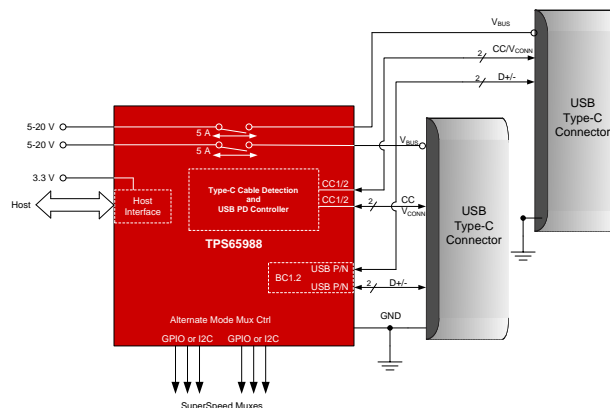 VBUS
CC/VCONN
2
D+/-
2
USB
Type-C
Connector
5-20 V
5 A
5-20 V
5 A
VBUS
3.3 V
Host
Host
Interface
Type-C Cable Detection
and
USB PD Controller
CC1/2
CC1/2
2
CC
VCONN
USB
Type-C
Connector
TPS65988
BC1.2
USB P/N
USB P/N
2
D+/-
GND
Alternate Mode Mux Ctrl
GPIO or I2C
GPIO or I2C
SuperSpeed Muxes